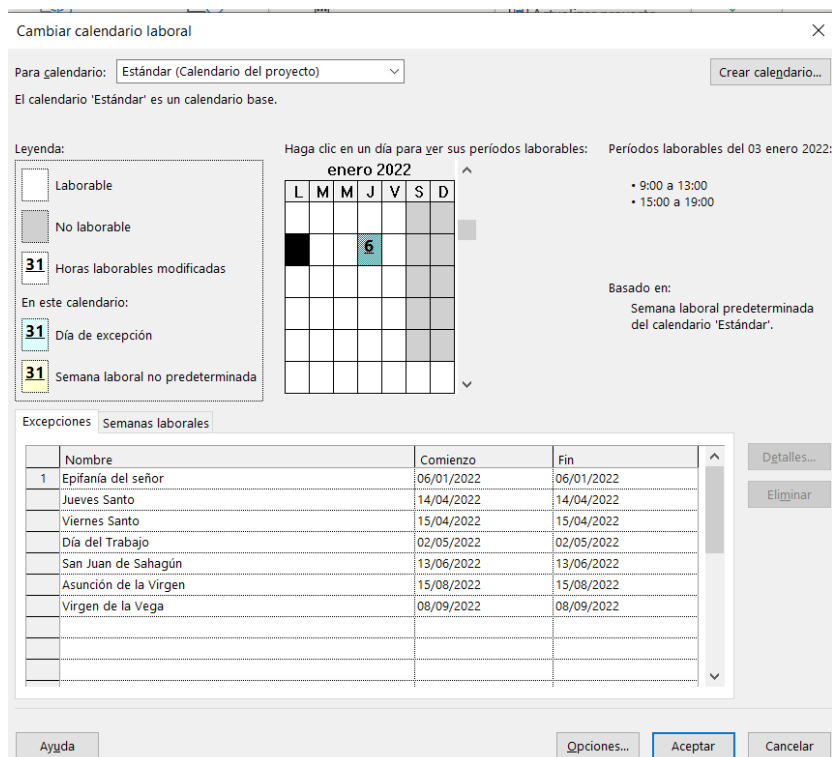 Cambiar calendario laboral
Para calendario: Estándar (Calendario del proyecto)
Crear calendario...
El calendario 'Estándar' es un calendario base.
Leyenda:
Laborable
No laborable
31 Horas laborables modificadas
En este calendario:
31 Día de excepción
31 Semana laboral no predeterminada
Haga clic en un día para ver sus períodos laborables:
enero 2022
L M M J V S D
6
Períodos laborables del 03 enero 2022:
• 9:00 a 13:00
• 15:00 a 19:00
Basado en:
Semana laboral predeterminada
del calendario 'Estándar'.
Excepciones Semanas laborales
Nombre Comienzo Fin
1 Epifanía del señor 06/01/2022 06/01/2022
Jueves Santo 14/04/2022 14/04/2022
Viernes Santo 15/04/2022 15/04/2022
Día del Trabajo 02/05/2022 02/05/2022
San Juan de Sahagún 13/06/2022 13/06/2022
Asunción de la Virgen 15/08/2022 15/08/2022
Virgen de la Vega 08/09/2022 08/09/2022
Detalles...
Eliminar
Ayuda
Opciones...
Aceptar
Cancelar